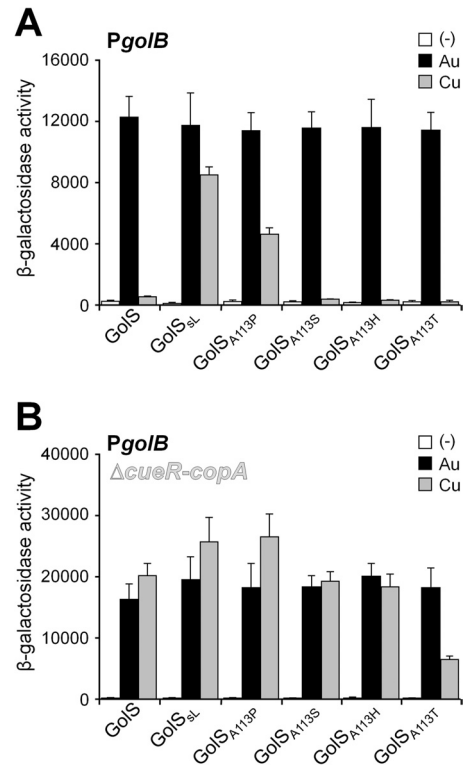 A
PgolB
(-)
Au
Cu
β-galactosidase activity
16000
12000
8000
4000
0
GolS
GolSsL
GolSA113P
GolSA113S
GolSA113H
GolSA113T
B
PgolB
ΔcueR-copA
(-)
Au
Cu
β-galactosidase activity
40000
30000
20000
10000
0
GolS
GolSsL
GolSA113P
GolSA113S
GolSA113H
GolSA113T